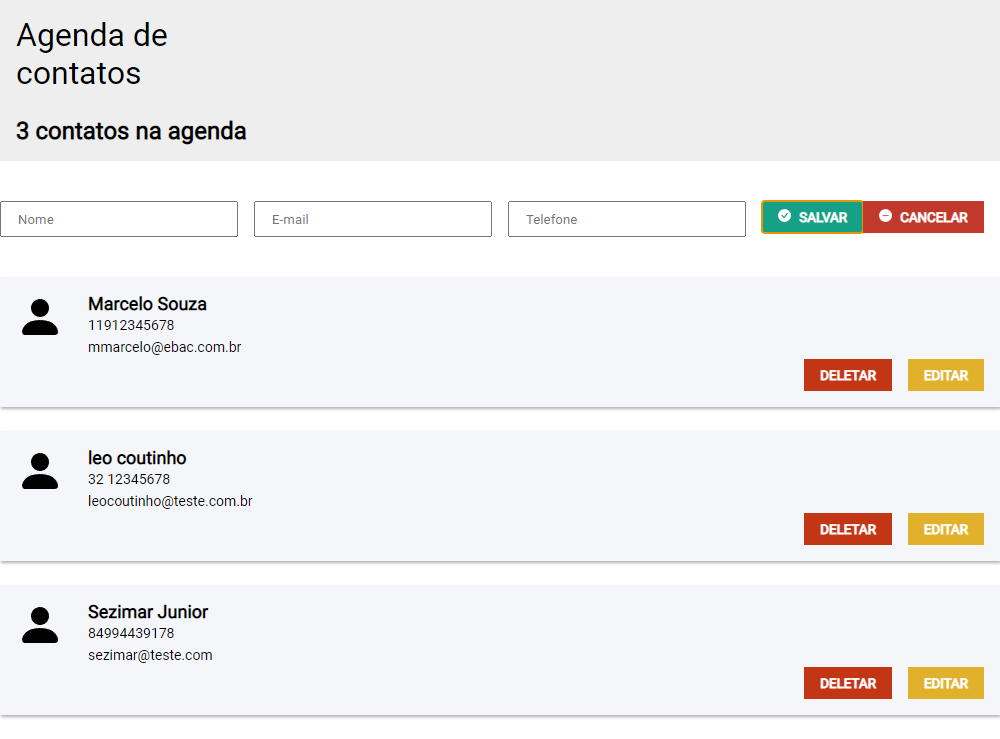 Agenda de
contatos
3 contatos na agenda
Nome E-mail Telefone SALVAR CANCELAR
Marcelo Souza
11912345678
mmarcelo@ebac.com.br
DELETAR EDITAR
leo coutinho
32 12345678
leocoutinho@teste.com.br
DELETAR EDITAR
Sezimar Junior
84994439178
sezimar@teste.com
DELETAR EDITAR